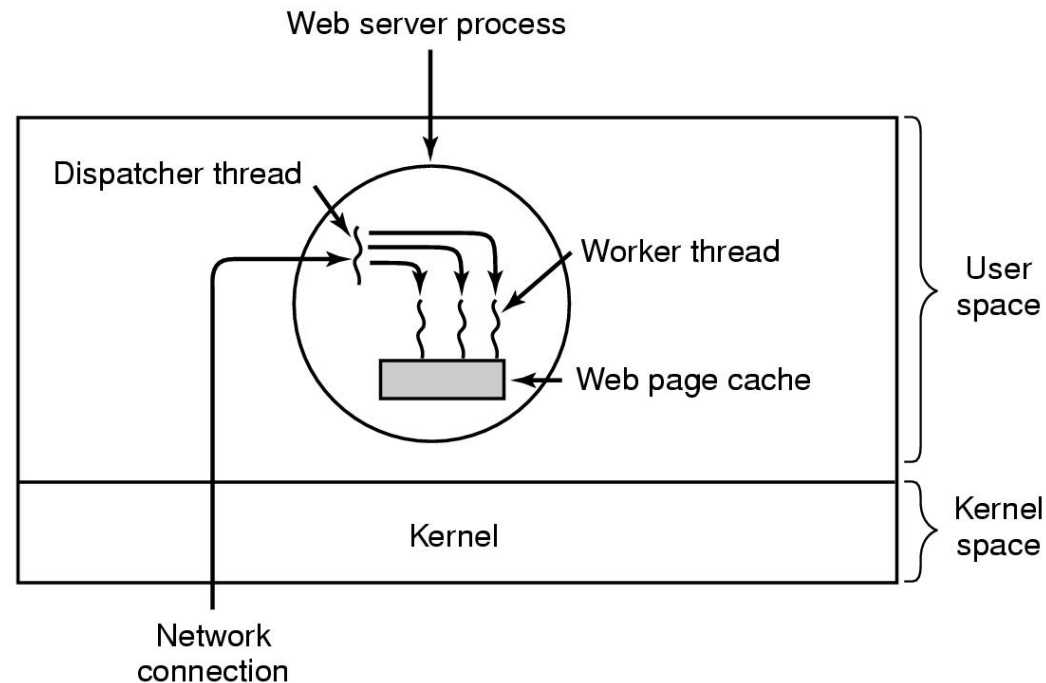 Web server process
Dispatcher thread
Worker thread
User
space
Web page cache
Kernel
Kernel
space
Network
connection